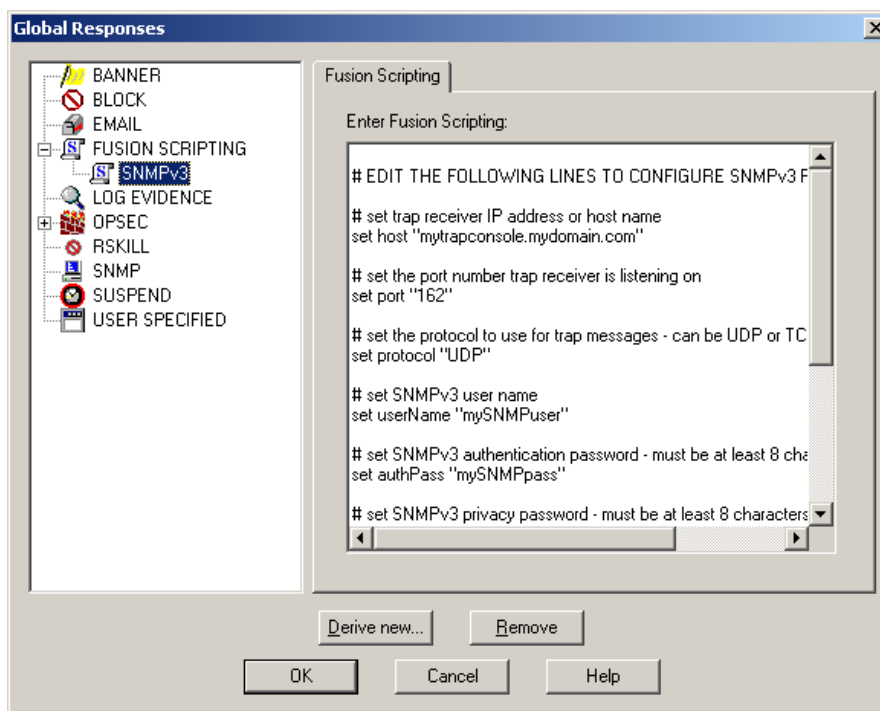 Global Responses
BANNER
BLOCK
EMAIL
FUSION SCRIPTING
SNMPv3
LOG EVIDENCE
OPSEC
RSKILL
SNMP
SUSPEND
USER SPECIFIED
Fusion Scripting
Enter Fusion Scripting:
# EDIT THE FOLLOWING LINES TO CONFIGURE SNMPv3
# set trap receiver IP address or host name
set host "mytrapconsole.mydomain.com"
# set the port number trap receiver is listening on
set port "162"
# set the protocol to use for trap messages - can be UDP or TC
set protocol "UDP"
# set SNMPv3 user name
set userName "mySNMPuser"
# set SNMPv3 authentication password - must be at least 8 cha
set authPass "mySNMPpass"
# set SNMPv3 privacy password - must be at least 8 characters
Derive new...
Remove
OK
Cancel
Help